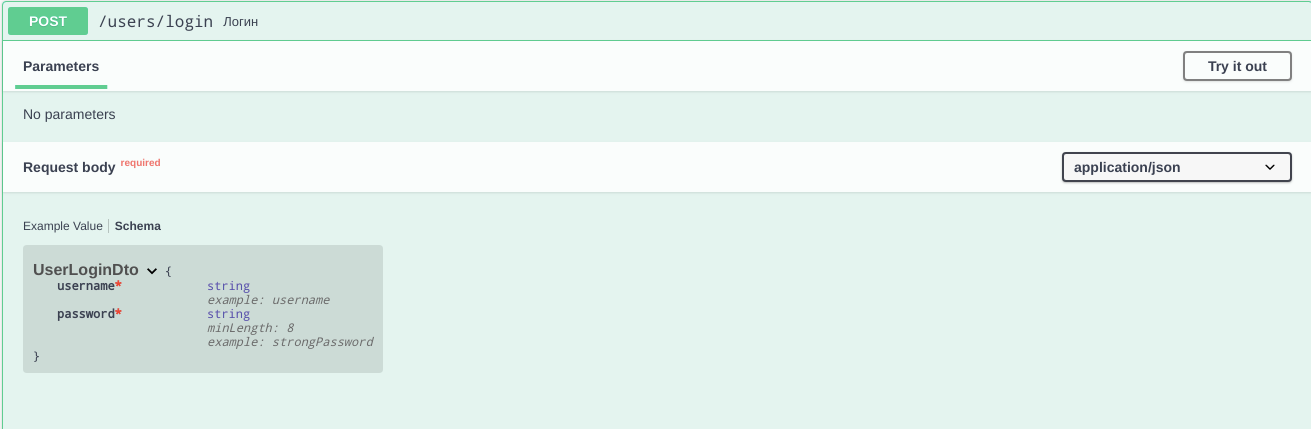 POST /users/login Логин
Parameters Try it out
No parameters
Request body required application/json
Example Value Schema
UserLoginDto {
username* string
example: username
password* string
minLength: 8
example: strongPassword
}